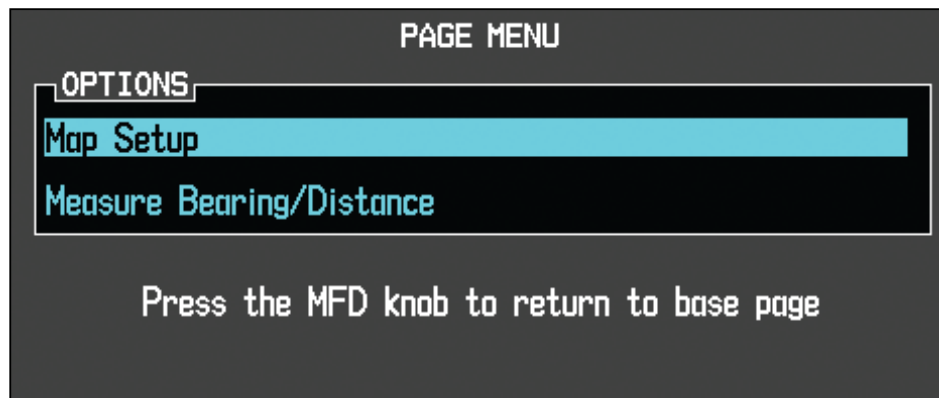 PAGE MENU
OPTIONS
Map Setup
Measure Bearing/Distance
Press the MFD knob to return to base page